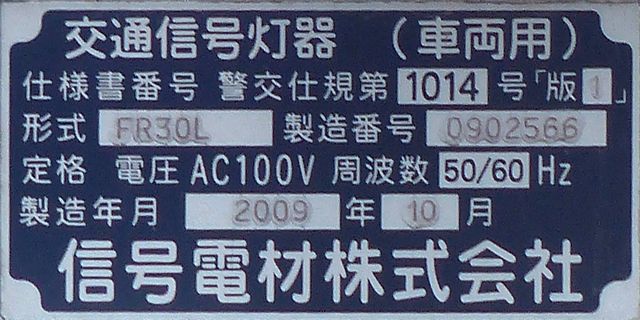 交通信号灯器 （車両用）
仕様書番号 警交仕規第 1014 号「版 1」
形式 FR30L 製造番号 0902566
定格 電圧 AC100V 周波数 50/60 Hz
製造年月 2009 年 10 月
信号電材株式会社